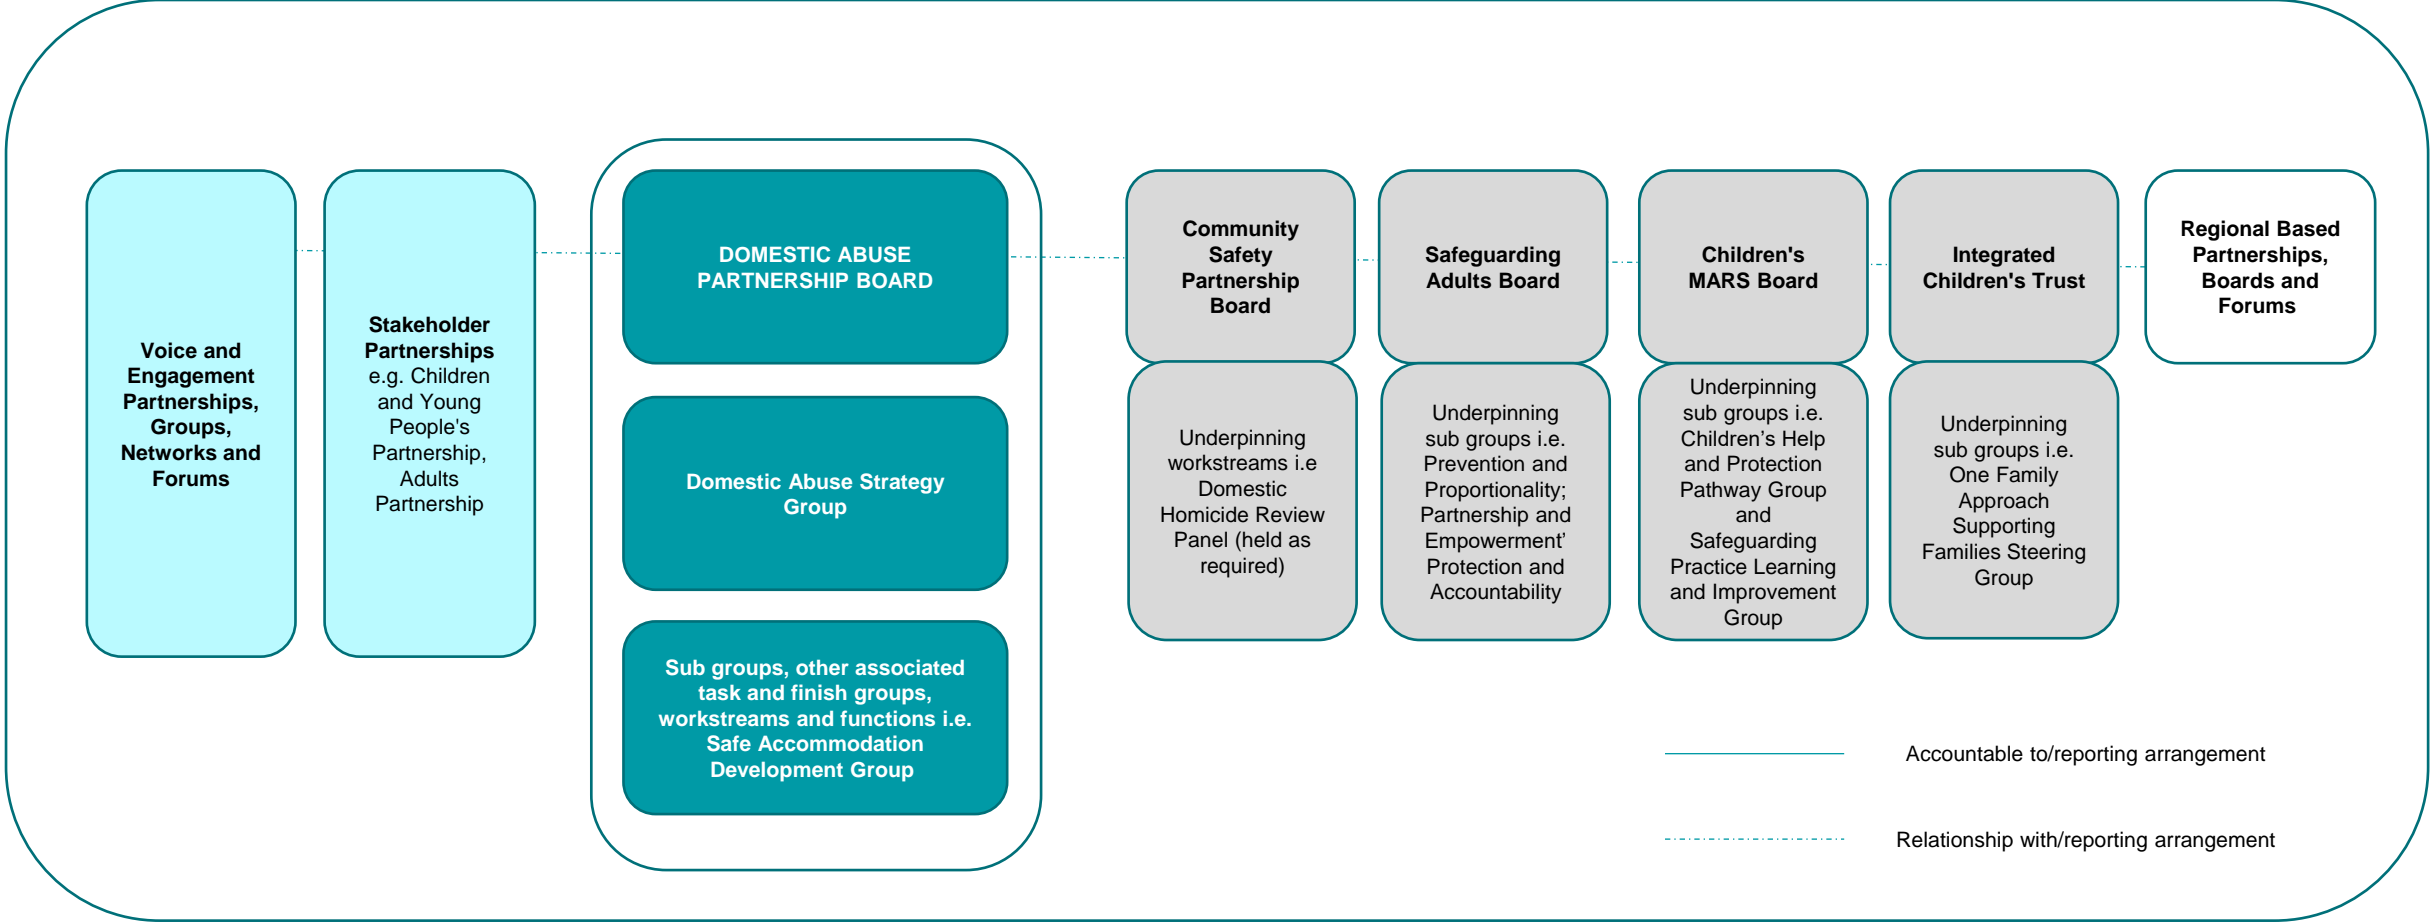 Voice and
Engagement
Partnerships,
Groups,
Networks and
Forums
Stakeholder
Partnerships
e.g. Children
and Young
People's
Partnership,
Adults
Partnership
DOMESTIC ABUSE
PARTNERSHIP BOARD
Domestic Abuse Strategy
Group
Sub groups, other associated
task and finish groups,
workstreams and functions i.e.
Safe Accommodation
Development Group
Community
Safety
Partnership
Board
Underpinning
workstreams i.e
Domestic
Homicide Review
Panel (held as
required)
Safeguarding
Adults Board
Underpinning
sub groups i.e.
Prevention and
Proportionality;
Partnership and
Empowerment’
Protection and
Accountability
Children's
MARS Board
Underpinning
sub groups i.e.
Children’s Help
and Protection
Pathway Group
and
Safeguarding
Practice Learning
and Improvement
Group
Integrated
Children's Trust
Underpinning
sub groups i.e.
One Family
Approach
Supporting
Families Steering
Group
Regional Based
Partnerships,
Boards and
Forums
Accountable to/reporting arrangement
Relationship with/reporting arrangement